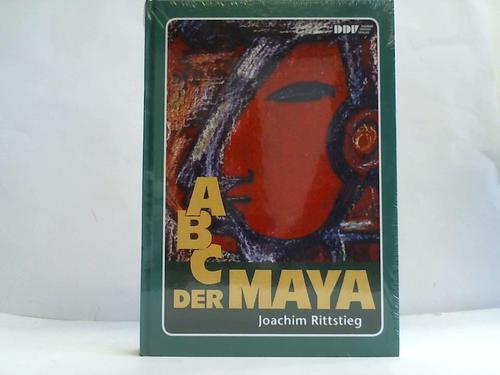 DDV
A
B
C
DER MAYA
Joachim Rittstieg